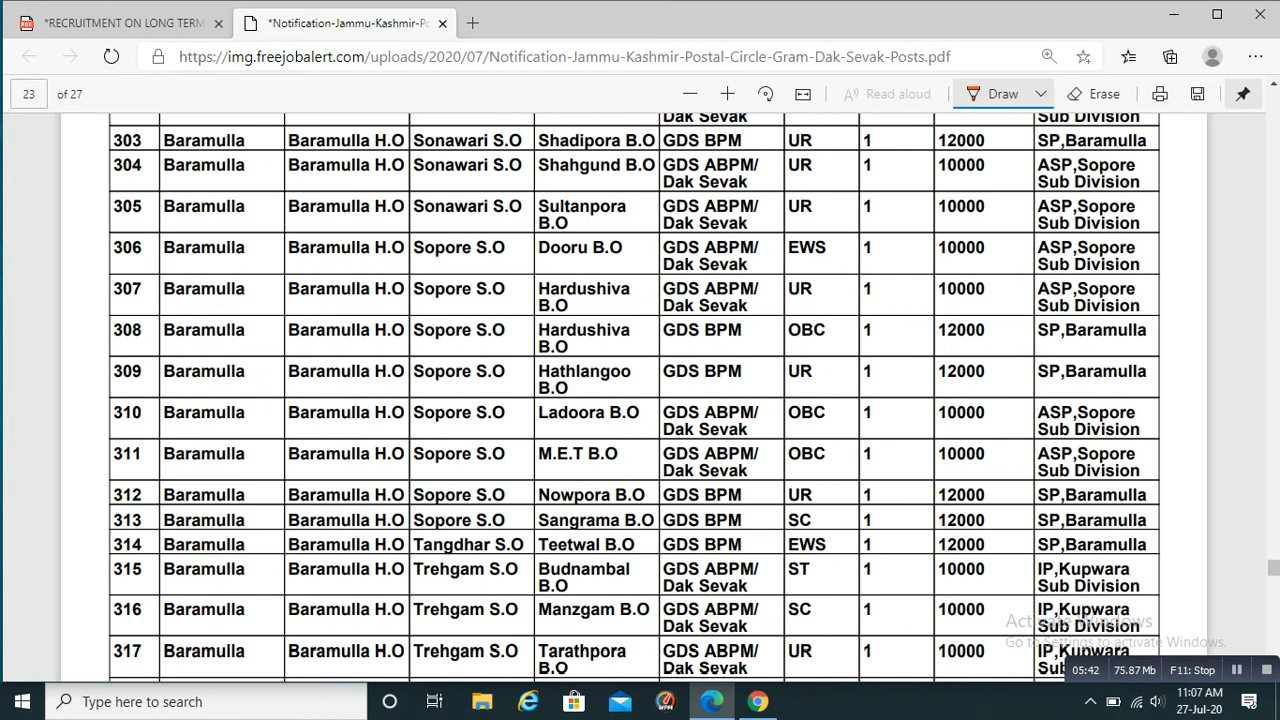 *RECRUITMENT ON LONG TERM
*Notification-Jammu-Kashmir-Po
https://img.freejobalert.com/uploads/2020/07/Notification-Jammu-Kashmir-Postal-Circle-Gram-Dak-Sevak-Posts.pdf
23 of 27 Read aloud Draw Erase
Dak Sevak Sub Division
303 Baramulla Baramulla H.O Sonawari S.O Shadipora B.O GDS BPM UR 1 12000 SP,Baramulla
304 Baramulla Baramulla H.O Sonawari S.O Shahgund B.O GDS ABPM/ UR 1 10000 ASP,Sopore
Dak Sevak Sub Division
305 Baramulla Baramulla H.O Sonawari S.O Sultanpora GDS ABPM/ UR 1 10000 ASP,Sopore
B.O Dak Sevak Sub Division
306 Baramulla Baramulla H.O Sopore S.O Dooru B.O GDS ABPM/ EWS 1 10000 ASP,Sopore
Dak Sevak Sub Division
307 Baramulla Baramulla H.O Sopore S.O Hardushiva GDS ABPM/ UR 1 10000 ASP,Sopore
B.O Dak Sevak Sub Division
308 Baramulla Baramulla H.O Sopore S.O Hardushiva GDS BPM OBC 1 12000 SP,Baramulla
B.O
309 Baramulla Baramulla H.O Sopore S.O Hathlangoo GDS BPM UR 1 12000 SP,Baramulla
B.O
310 Baramulla Baramulla H.O Sopore S.O Ladoora B.O GDS ABPM/ OBC 1 10000 ASP,Sopore
Dak Sevak Sub Division
311 Baramulla Baramulla H.O Sopore S.O M.E.T B.O GDS ABPM/ OBC 1 10000 ASP,Sopore
Dak Sevak Sub Division
312 Baramulla Baramulla H.O Sopore S.O Nowpora B.O GDS BPM UR 1 12000 SP,Baramulla
313 Baramulla Baramulla H.O Sopore S.O Sangrama B.O GDS BPM SC 1 12000 SP,Baramulla
314 Baramulla Baramulla H.O Tangdhar S.O Teetwal B.O GDS BPM EWS 1 12000 SP,Baramulla
315 Baramulla Baramulla H.O Trehgam S.O Budnambal GDS ABPM/ ST 1 10000 IP,Kupwara
B.O Dak Sevak Sub Division
316 Baramulla Baramulla H.O Trehgam S.O Manzgam B.O GDS ABPM/ SC 1 10000 IP,Kupwara
Dak Sevak Sub Division
317 Baramulla Baramulla H.O Trehgam S.O Tarathpora GDS ABPM/ UR 1 10000 IP,Kupwara
B.O Dak Sevak
Activate Windows
Go to Settings to activate Windows.
05:42 75.87 Mb F11: Stop
Type here to search
11:07 AM
27-Jul-20